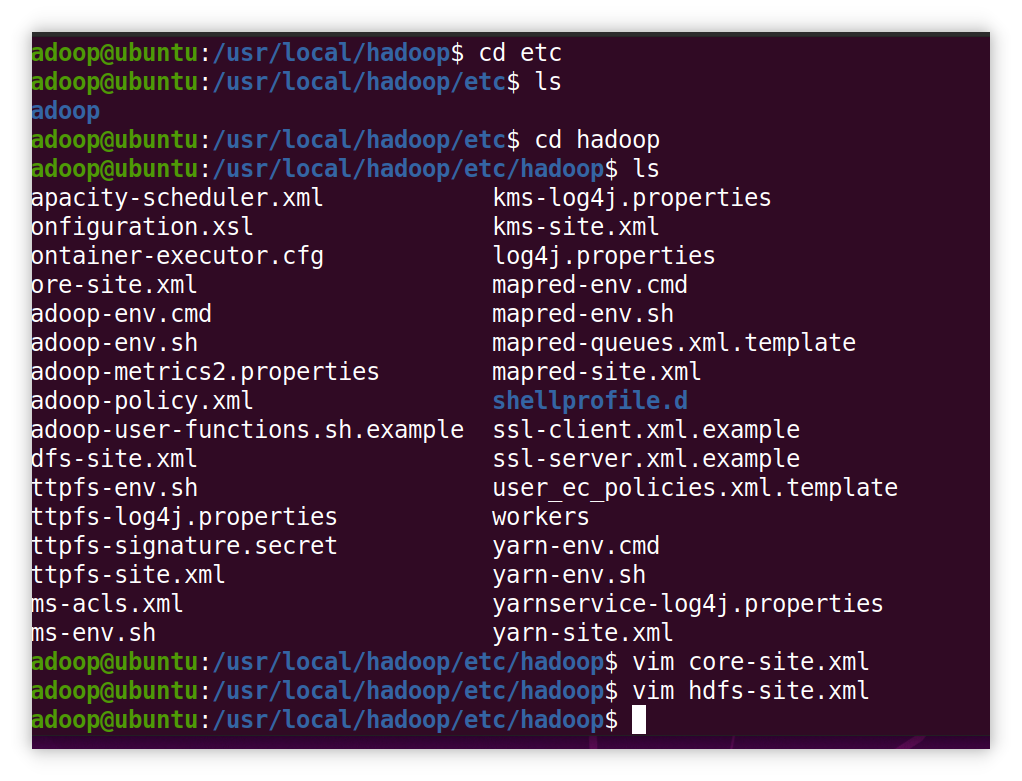 adoop@ubuntu:/usr/local/hadoop$ cd etc
adoop@ubuntu:/usr/local/hadoop/etc$ ls
adoop
adoop@ubuntu:/usr/local/hadoop/etc$ cd hadoop
adoop@ubuntu:/usr/local/hadoop/etc/hadoop$ ls
apacity-scheduler.xml kms-log4j.properties
onfiguration.xsl kms-site.xml
ontainer-executor.cfg log4j.properties
ore-site.xml mapred-env.cmd
adoop-env.cmd mapred-env.sh
adoop-env.sh mapred-queues.xml.template
adoop-metrics2.properties mapred-site.xml
adoop-policy.xml shellprofile.d
adoop-user-functions.sh.example ssl-client.xml.example
dfs-site.xml ssl-server.xml.example
ttpfs-env.sh user_ec_policies.xml.template
ttpfs-log4j.properties workers
ttpfs-signature.secret yarn-env.cmd
ttpfs-site.xml yarn-env.sh
ms-acls.xml yarnservice-log4j.properties
ms-env.sh yarn-site.xml
adoop@ubuntu:/usr/local/hadoop/etc/hadoop$ vim core-site.xml
adoop@ubuntu:/usr/local/hadoop/etc/hadoop$ vim hdfs-site.xml
adoop@ubuntu:/usr/local/hadoop/etc/hadoop$